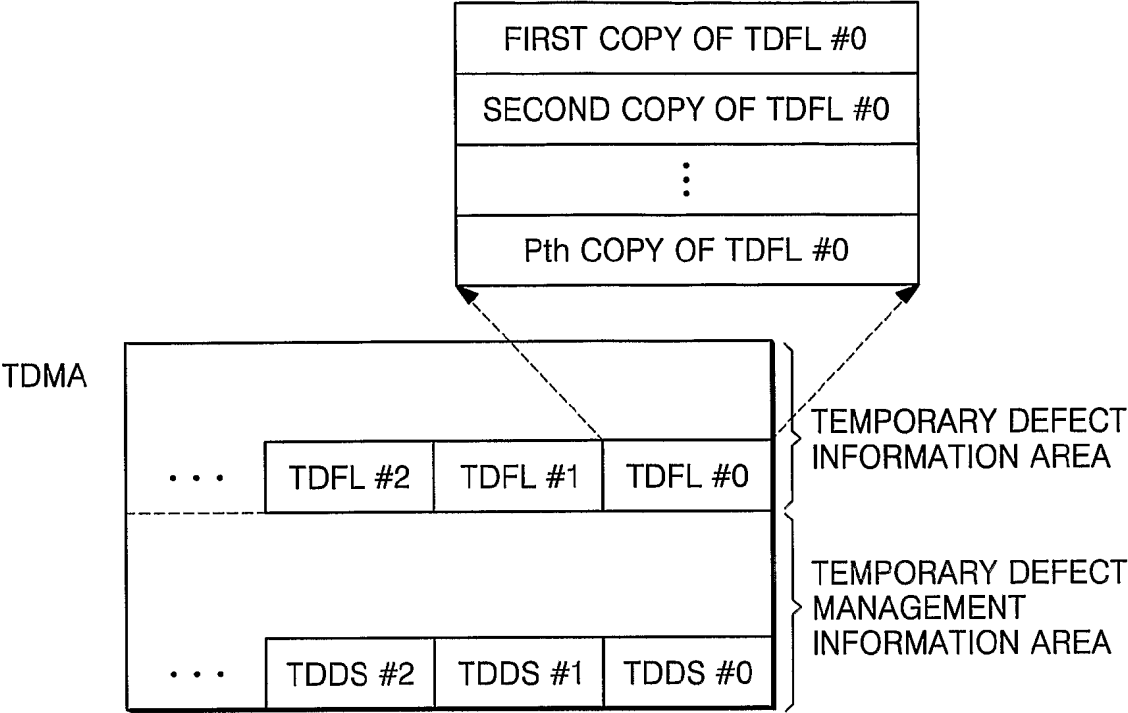 FIRST COPY OF TDFL #0
SECOND COPY OF TDFL #0
⋮
Pth COPY OF TDFL #0
TDMA
TEMPORARY DEFECT
INFORMATION AREA
... TDFL #2 TDFL #1 TDFL #0
TEMPORARY DEFECT
MANAGEMENT
INFORMATION AREA
... TDDS #2 TDDS #1 TDDS #0